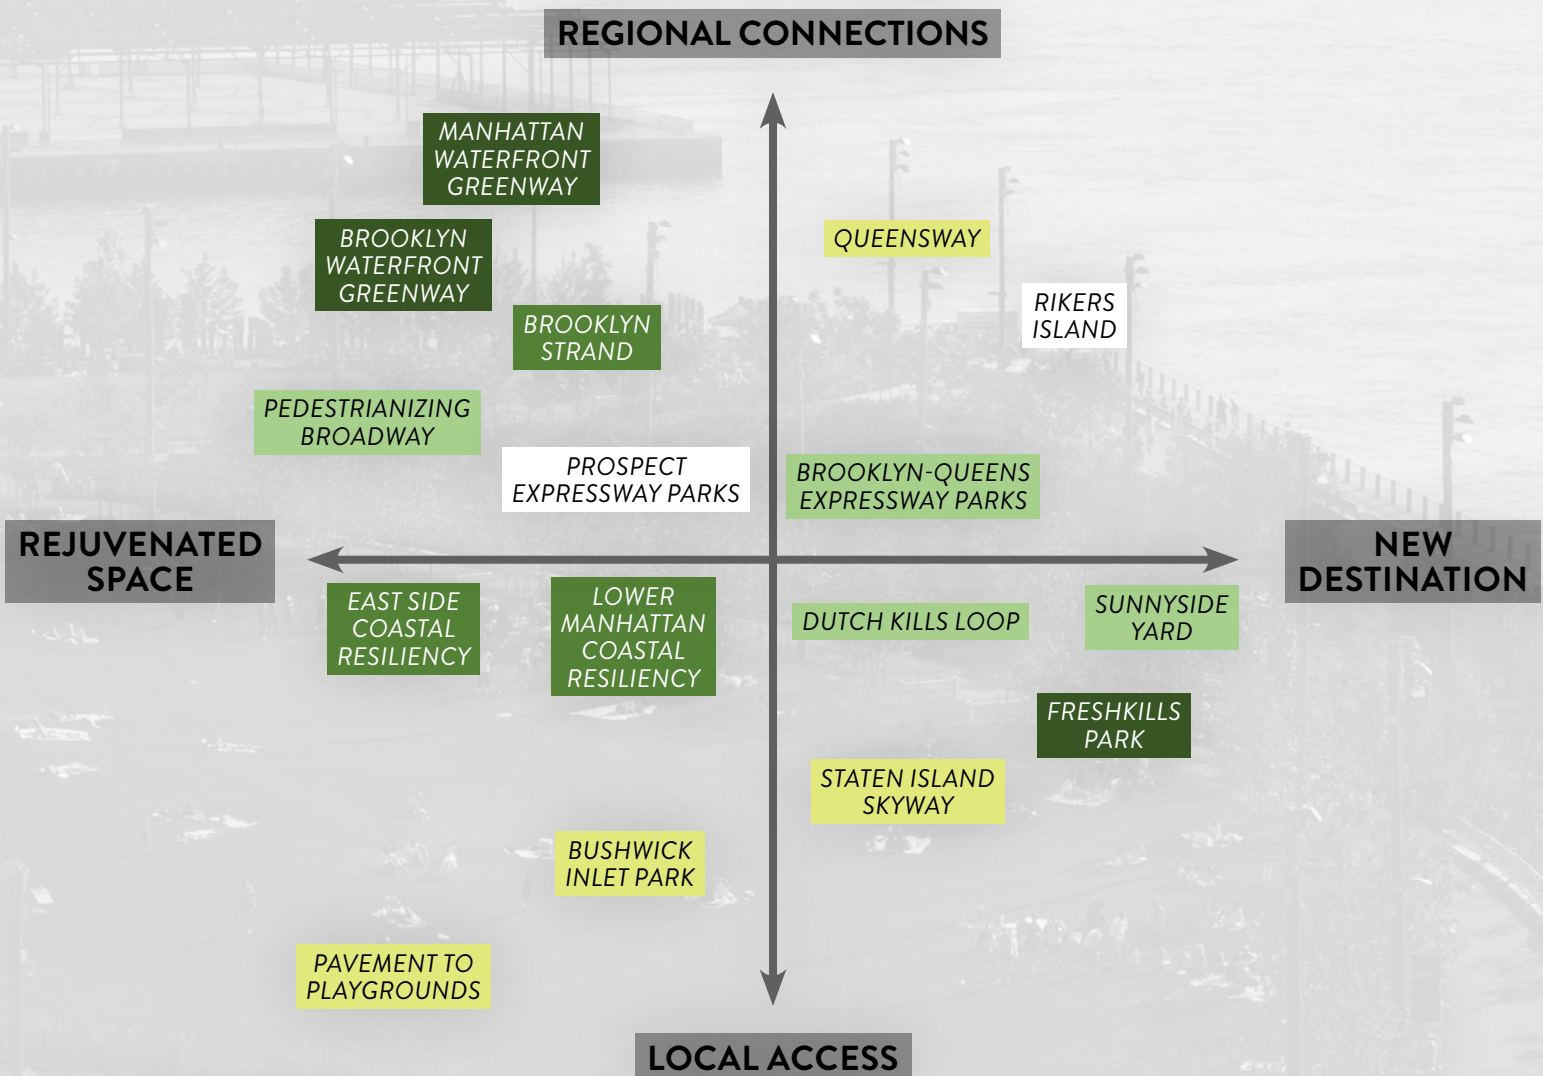 REGIONAL CONNECTIONS
MANHATTAN
WATERFRONT
GREENWAY
BROOKLYN
WATERFRONT
GREENWAY
QUEENSWAY
RIKERS
ISLAND
BROOKLYN
STRAND
PEDESTRIANIZING
BROADWAY
PROSPECT
EXPRESSWAY PARKS
BROOKLYN-QUEENS
EXPRESSWAY PARKS
REJUVENATED
SPACE
NEW
DESTINATION
EAST SIDE
COASTAL
RESILIENCY
LOWER
MANHATTAN
COASTAL
RESILIENCY
DUTCH KILLS LOOP
SUNNYSIDE
YARD
FRESHKILLS
PARK
STATEN ISLAND
SKYWAY
BUSHWICK
INLET PARK
PAVEMENT TO
PLAYGROUNDS
LOCAL ACCESS